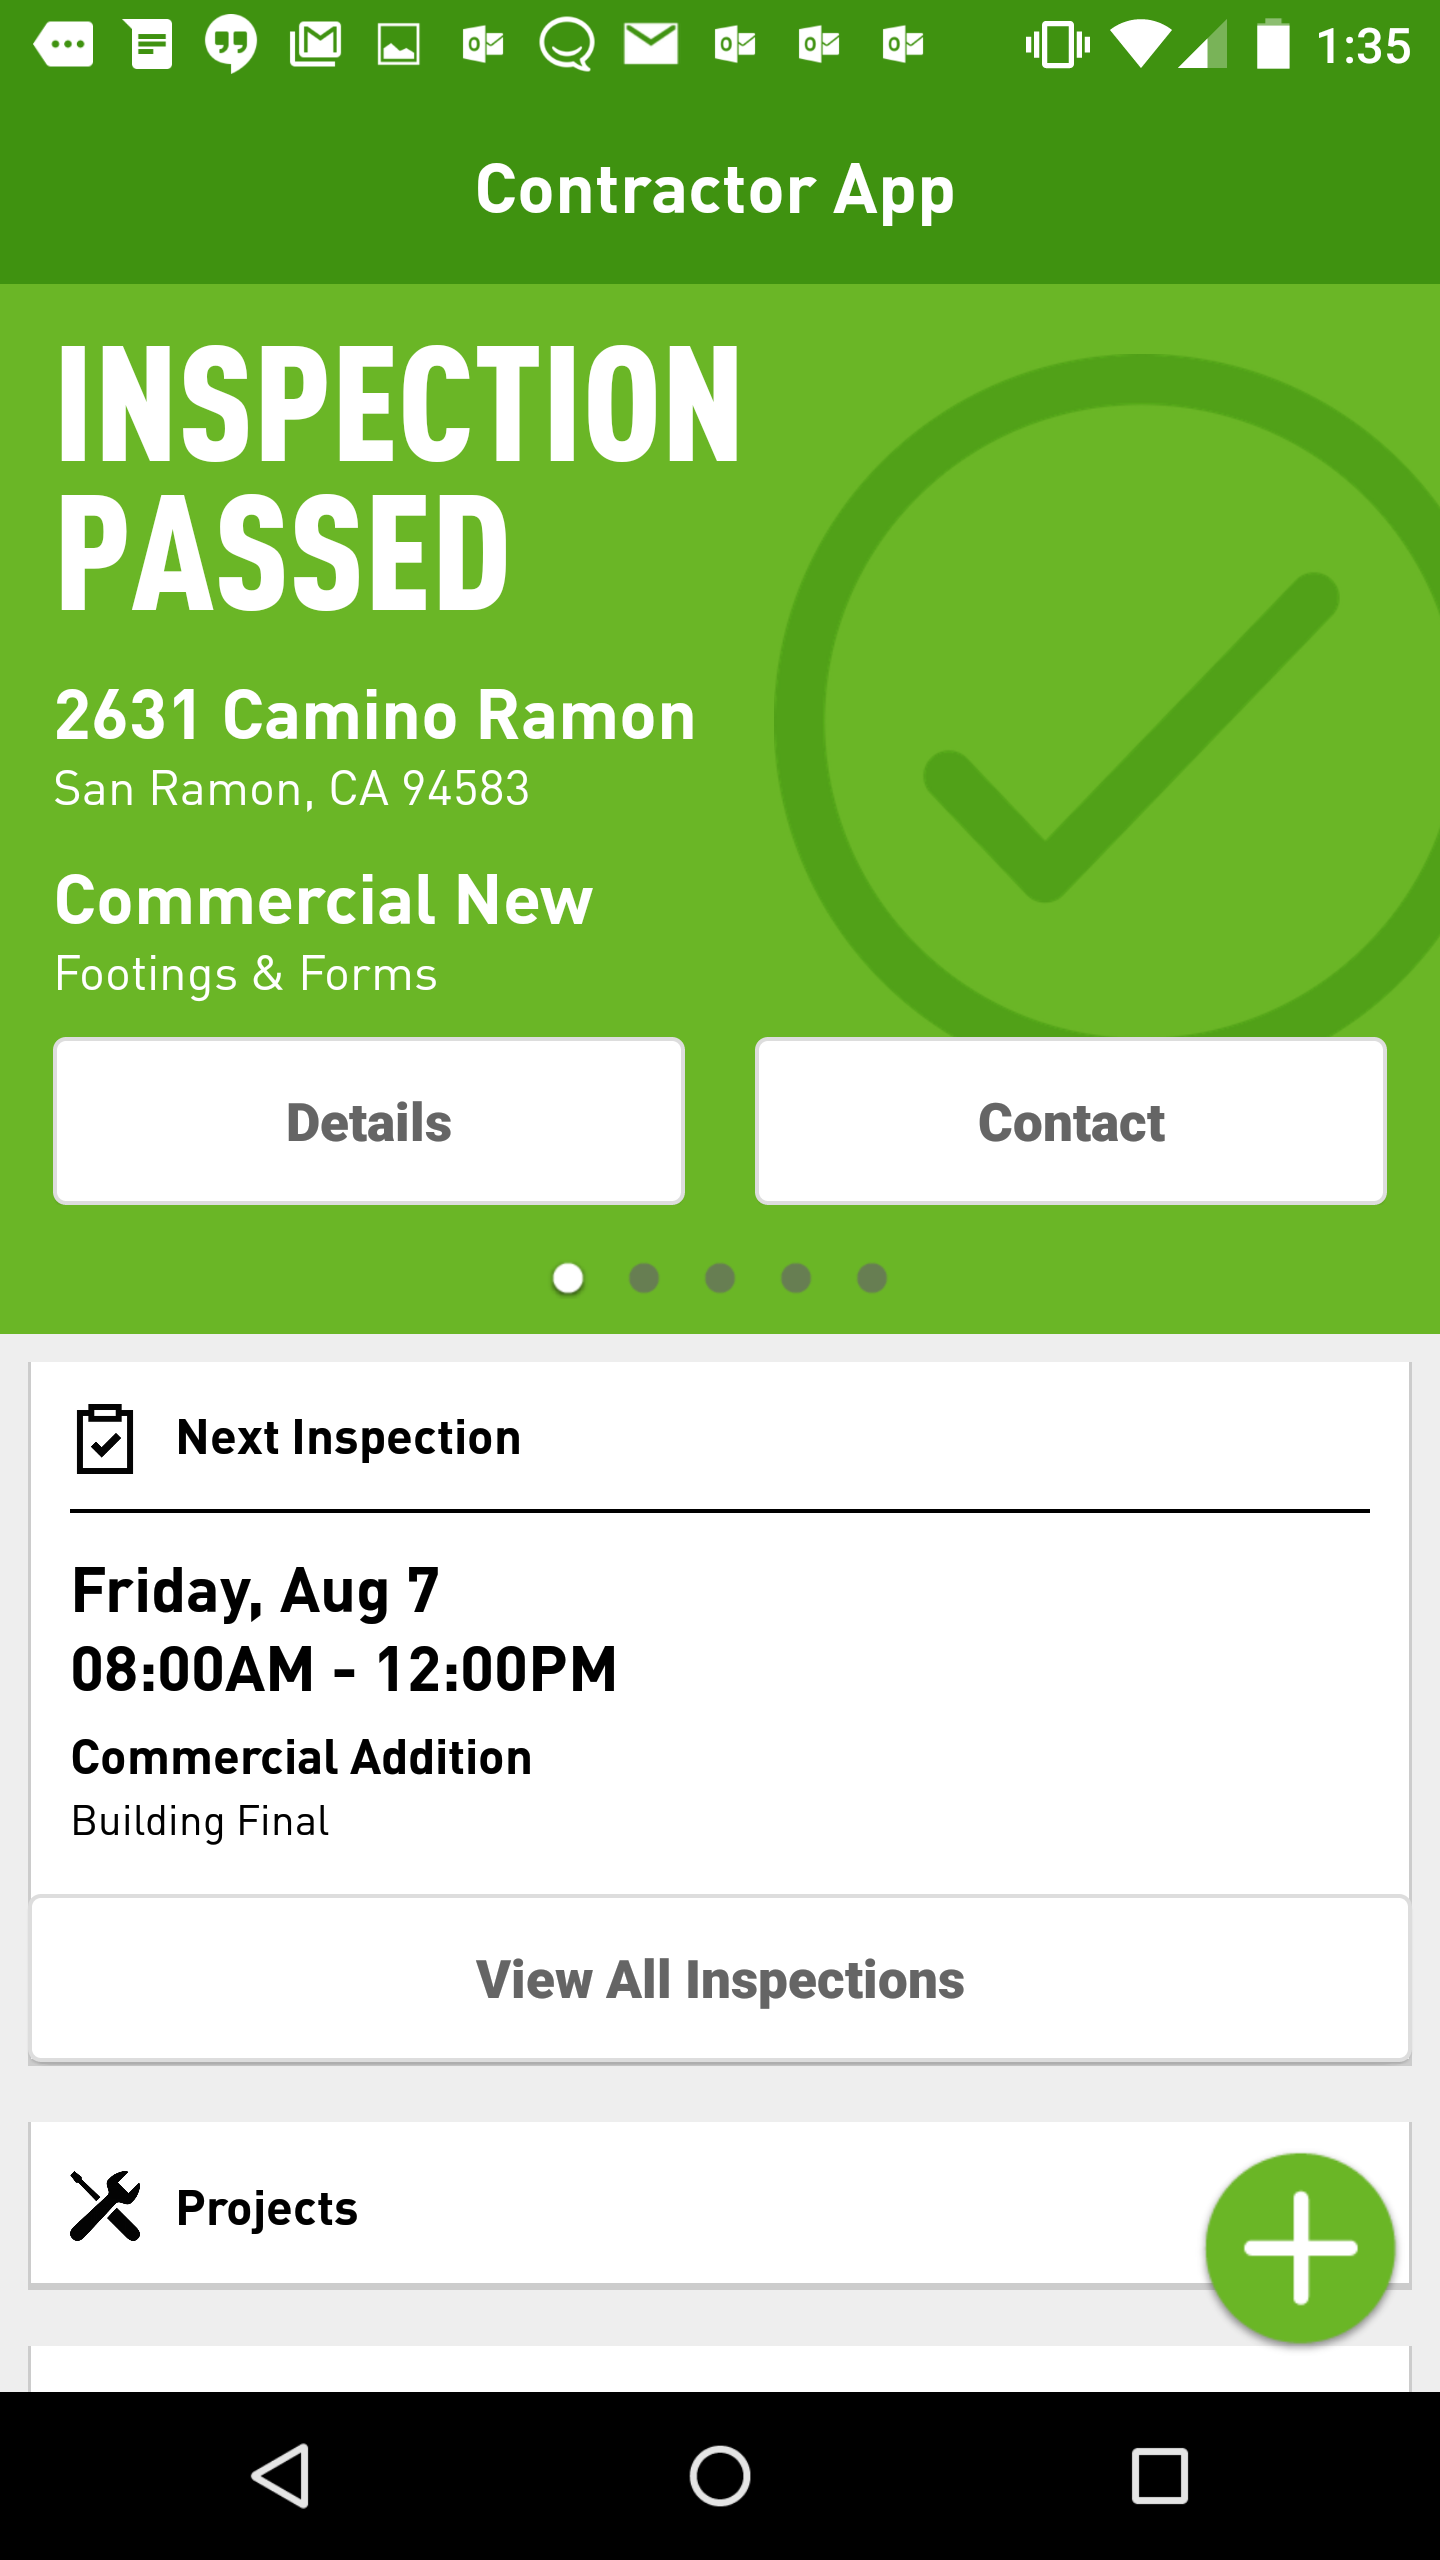 1:35
Contractor App
INSPECTION
PASSED
2631 Camino Ramon
San Ramon, CA 94583
Commercial New
Footings & Forms
Details
Contact
Next Inspection
Friday, Aug 7
08:00AM - 12:00PM
Commercial Addition
Building Final
View All Inspections
Projects